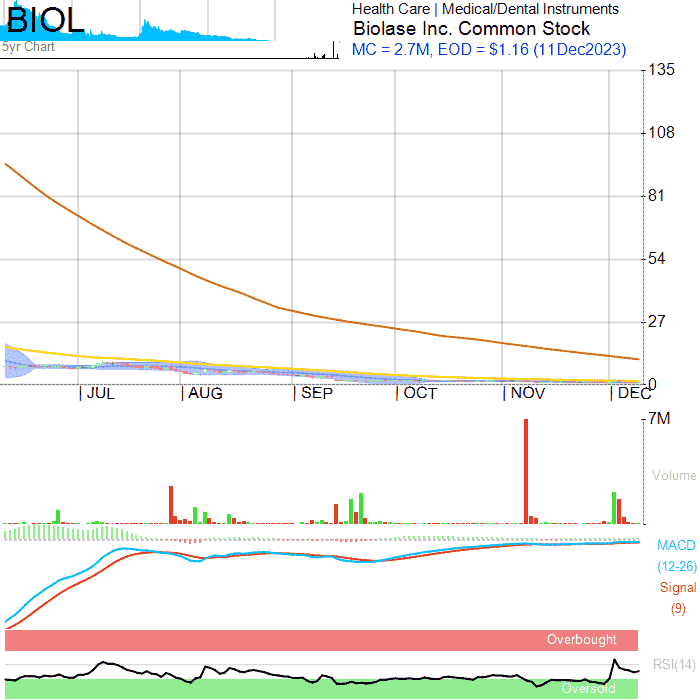 BIOL
5yr Chart
Health Care | Medical/Dental Instruments
Biolase Inc. Common Stock
MC = 2.7M, EOD = $1.16 (11Dec2023)
135
108
81
54
27
0
JUL AUG SEP OCT NOV DEC
7M
Volume
MACD
(12-26)
Signal
(9)
Overbought
RSI(14)
Oversold